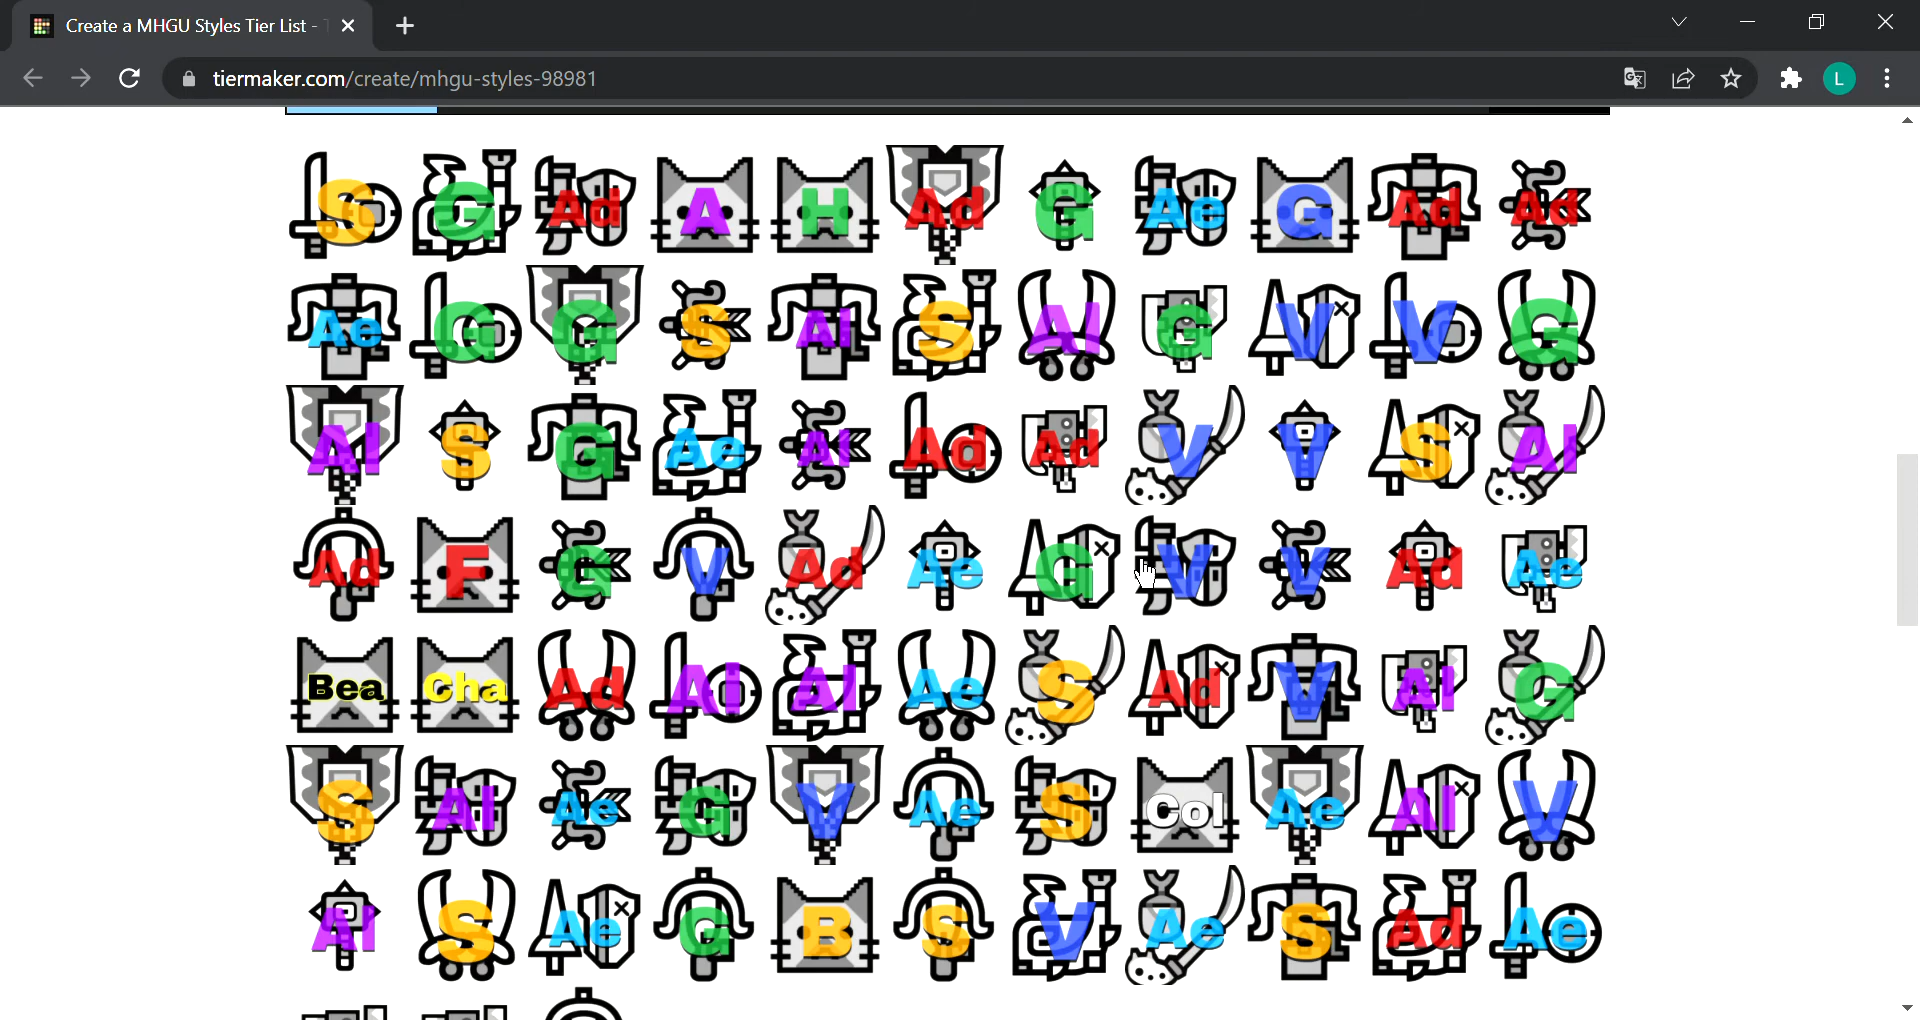 Create a MHGU Styles Tier List - T
tiermaker.com/create/mhgu-styles-98981
L
S G Ad A H Ad G Ae G Ad Ad
Ae G G S Al S Al G V V G
Al S G Ae Al Ad Ad V V S Al
Ad F G V Ad Ae G V V Ad Ae
Bea Cha Ad Al Al Ae S Ad V Al G
S Al Ae G V Ae S Col Ae Al V
Al S Ae G B S V Ae S Ad Ae